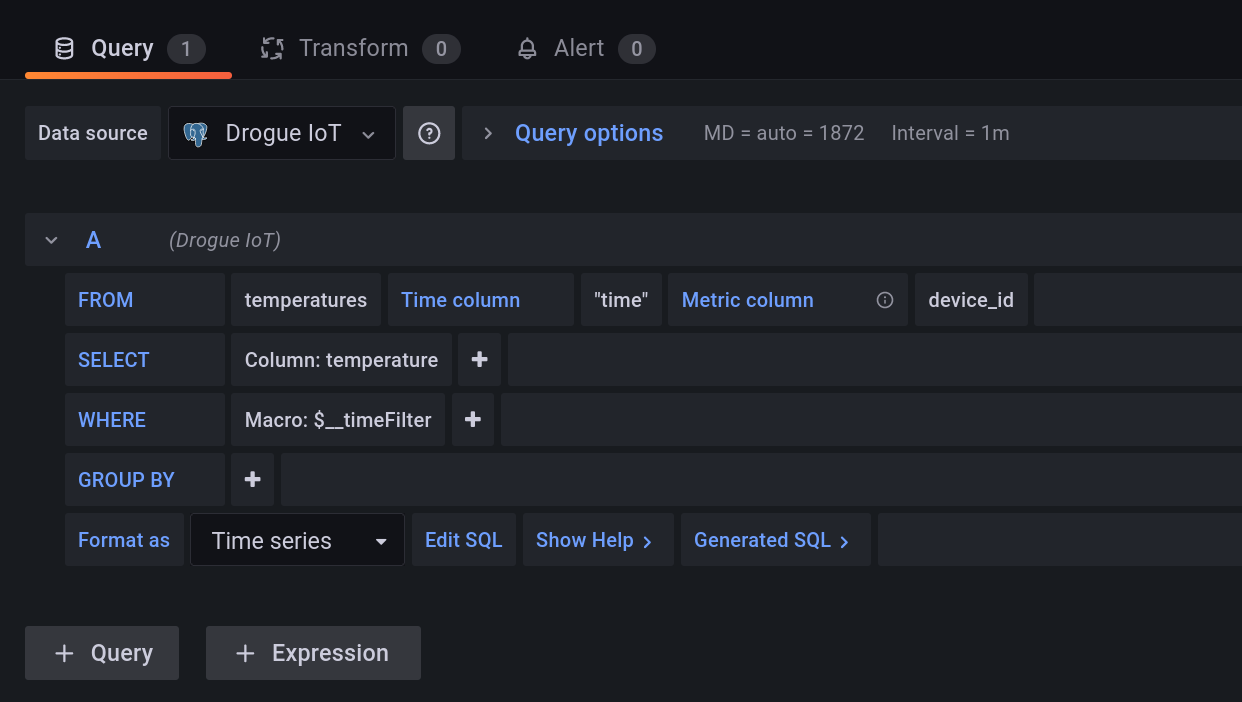 Query 1 Transform 0 Alert 0
Data source Drogue IoT Query options MD = auto = 1872 Interval = 1m
A (Drogue IoT)
FROM temperatures Time column "time" Metric column device_id
SELECT Column: temperature
WHERE Macro: $__timeFilter
GROUP BY
Format as Time series Edit SQL Show Help Generated SQL
Query Expression